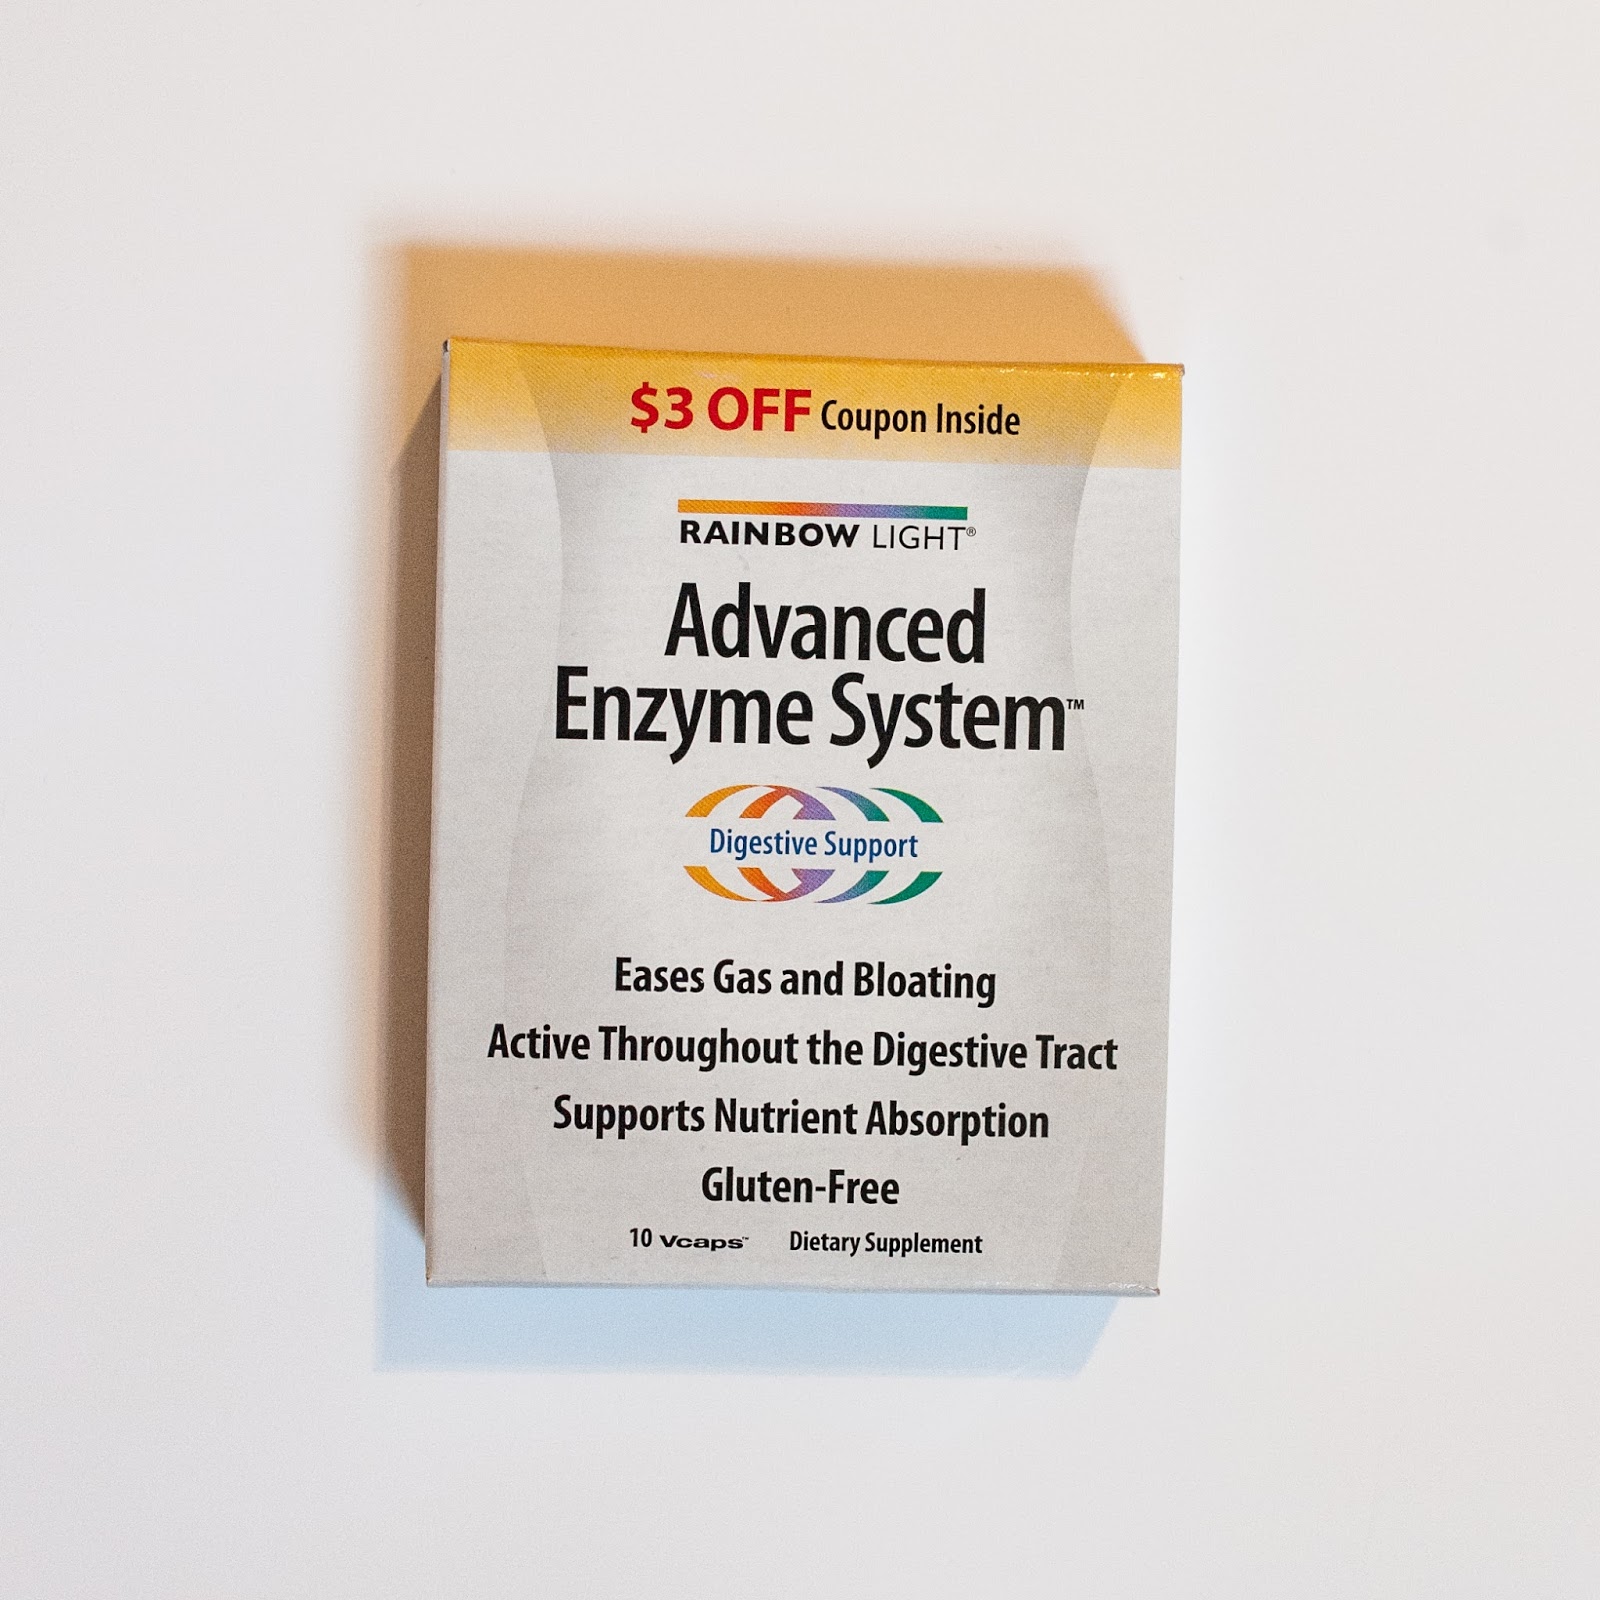 $3 OFF Coupon Inside
RAINBOW LIGHT®
Advanced
Enzyme System™
Digestive Support
Eases Gas and Bloating
Active Throughout the Digestive Tract
Supports Nutrient Absorption
Gluten-Free
10 Vcaps™ Dietary Supplement